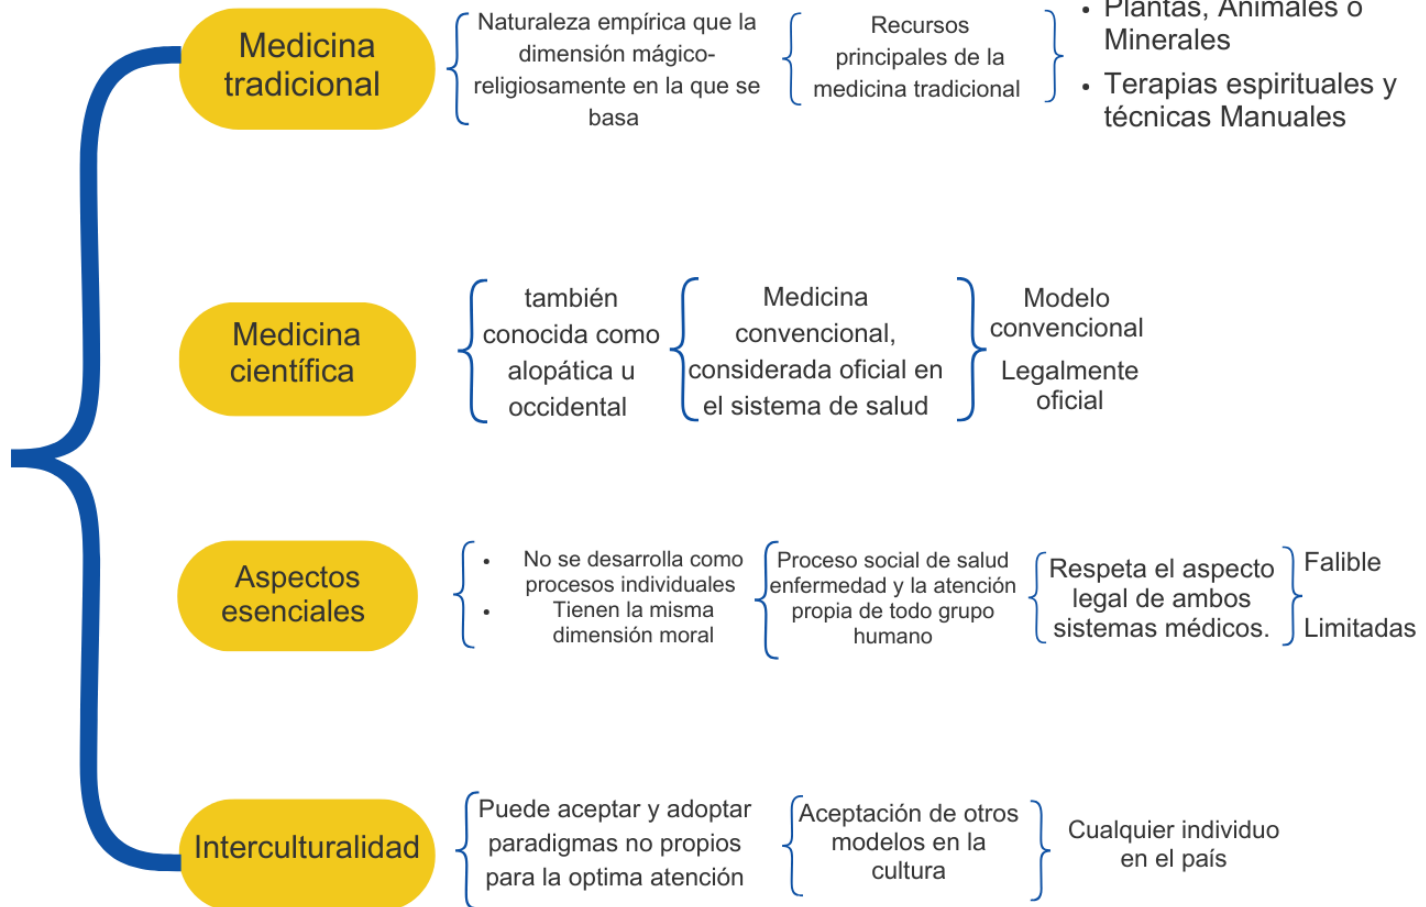 Medicina
tradicional
Naturaleza empírica que la
dimensión mágico-
religiosamente en la que se
basa
Recursos
principales de la
medicina tradicional
• Plantas, Animales o
Minerales
• Terapias espirituales y
técnicas Manuales
Medicina
científica
también
conocida como
alopática u
occidental
Medicina
convencional,
considerada oficial en
el sistema de salud
Modelo
convencional
Legalmente
oficial
Aspectos
esenciales
• No se desarrolla como
procesos individuales
• Tienen la misma
dimensión moral
Proceso social de salud
enfermedad y la atención
propia de todo grupo
humano
Respeta el aspecto
legal de ambos
sistemas médicos.
Falible
Limitadas
Interculturalidad
Puede aceptar y adoptar
paradigmas no propios
para la optima atención
Aceptación de otros
modelos en la
cultura
Cualquier individuo
en el país